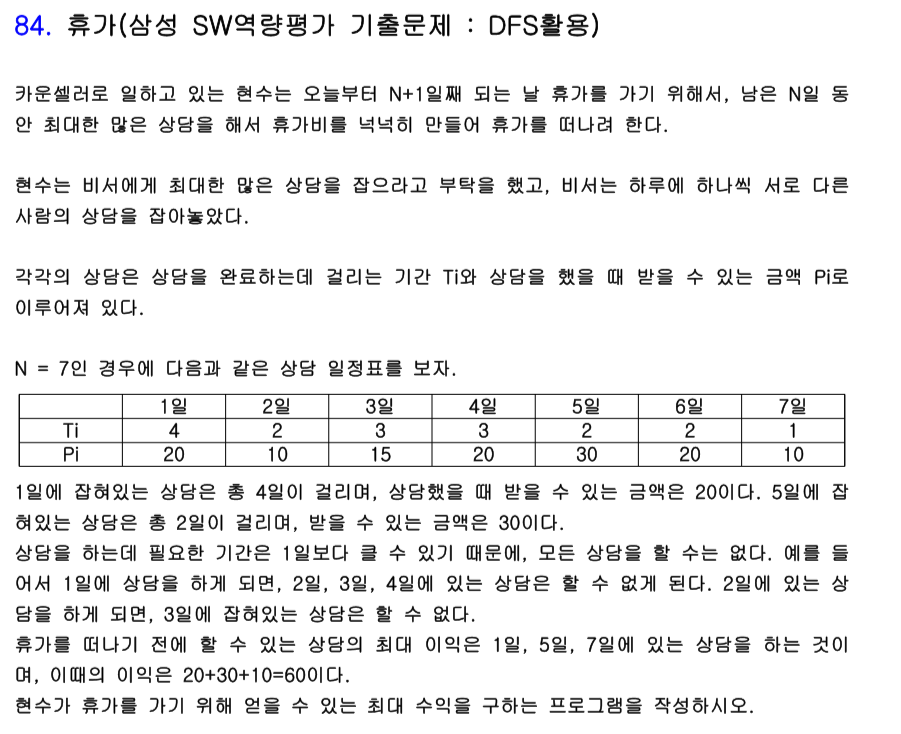 84. 휴가(삼성 SW역량평가 기출문제 : DFS활용)
카운셀러로 일하고 있는 현수는 오늘부터 N+1일째 되는 날 휴가를 가기 위해서, 남은 N일 동
안 최대한 많은 상담을 해서 휴가비를 넉넉히 만들어 휴가를 떠나려 한다.
현수는 비서에게 최대한 많은 상담을 잡으라고 부탁을 했고, 비서는 하루에 하나씩 서로 다른
사람의 상담을 잡아놓았다.
각각의 상담은 상담을 완료하는데 걸리는 기간 Ti와 상담을 했을 때 받을 수 있는 금액 Pi로
이루어져 있다.
N = 7인 경우에 다음과 같은 상담 일정표를 보자.
1일 2일 3일 4일 5일 6일 7일
Ti 4 2 3 3 2 2 1
Pi 20 10 15 20 30 20 10
1일에 잡혀있는 상담은 총 4일이 걸리며, 상담했을 때 받을 수 있는 금액은 20이다. 5일에 잡
혀있는 상담은 총 2일이 걸리며, 받을 수 있는 금액은 30이다.
상담을 하는데 필요한 기간은 1일보다 클 수 있기 때문에, 모든 상담을 할 수는 없다. 예를 들
어서 1일에 상담을 하게 되면, 2일, 3일, 4일에 있는 상담은 할 수 없게 된다. 2일에 있는 상
담을 하게 되면, 3일에 잡혀있는 상담은 할 수 없다.
휴가를 떠나기 전에 할 수 있는 상담의 최대 이익은 1일, 5일, 7일에 있는 상담을 하는 것이
며, 이때의 이익은 20+30+10=60이다.
현수가 휴가를 가기 위해 얻을 수 있는 최대 수익을 구하는 프로그램을 작성하시오.